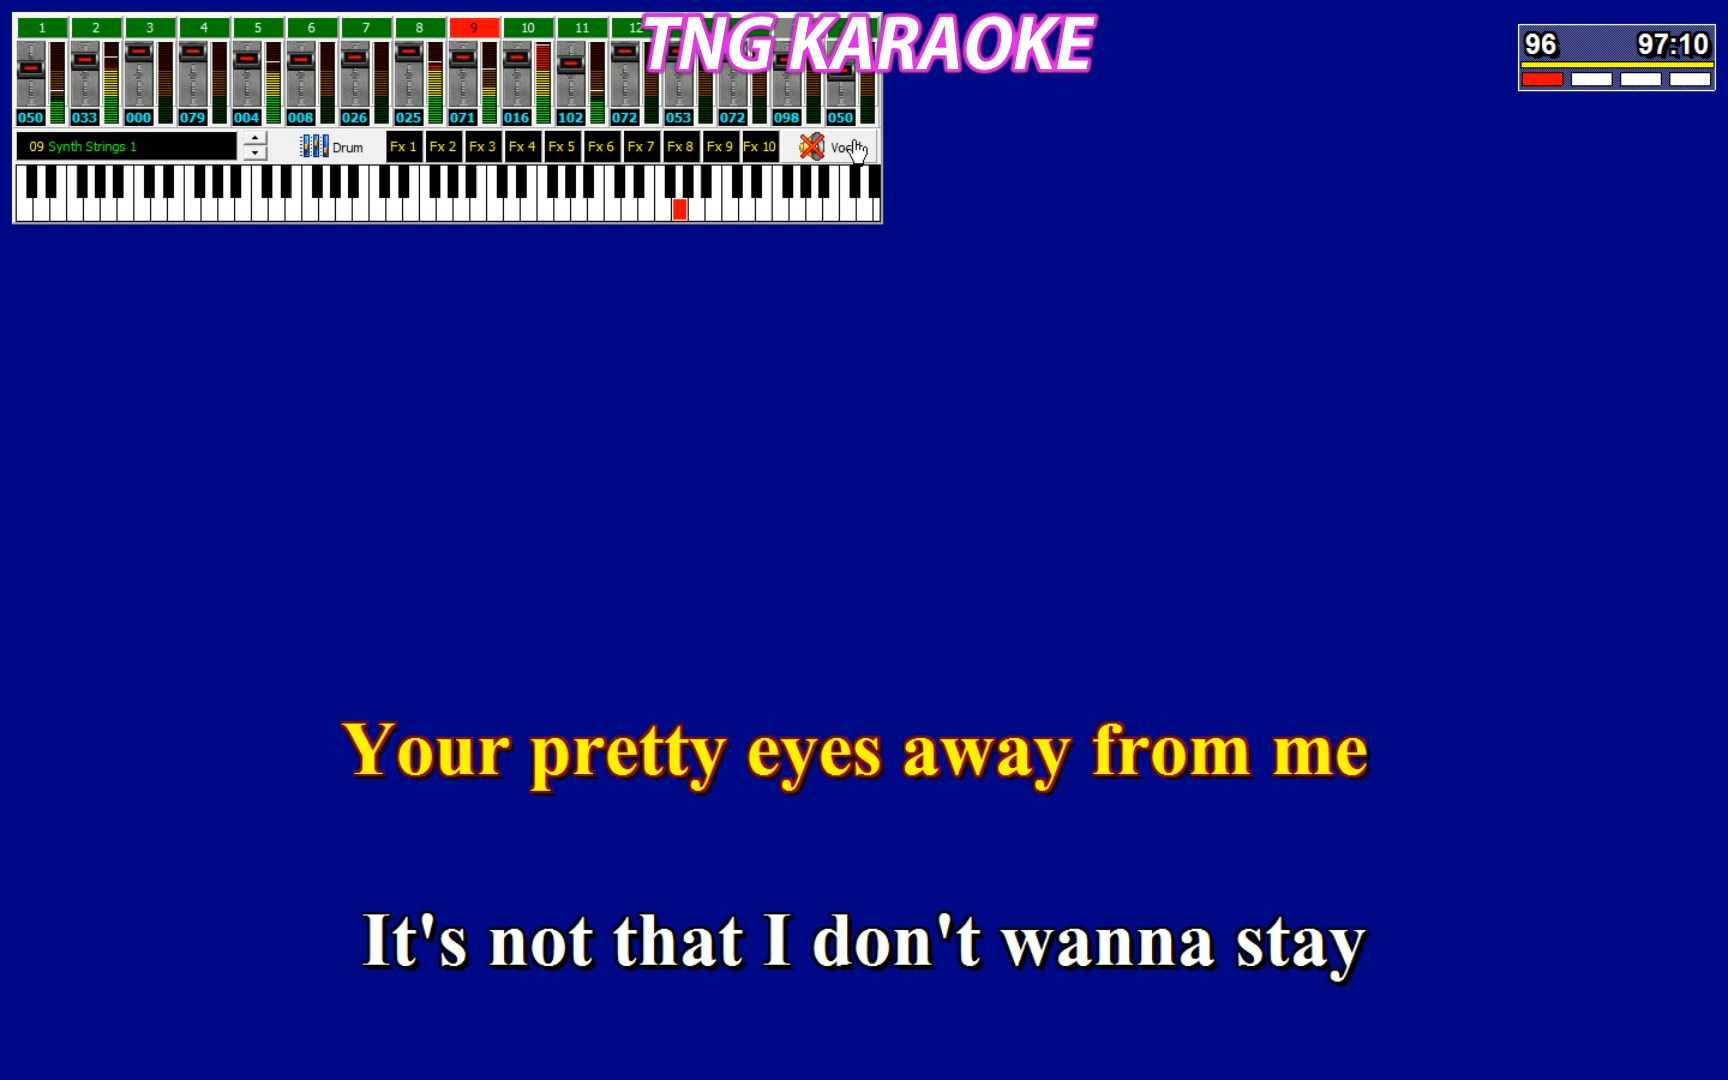 1 2 3 4 5 6 7 8 9 10 11 12
TNG KARAOKE
96 97:10
050 033 000 079 004 008 026 025 071 016 102 072 053 072 098 050
09 Synth Strings 1
Drum
Fx 1 Fx 2 Fx 3 Fx 4 Fx 5 Fx 6 Fx 7 Fx 8 Fx 9 Fx 10
Your pretty eyes away from me
It's not that I don't wanna stay